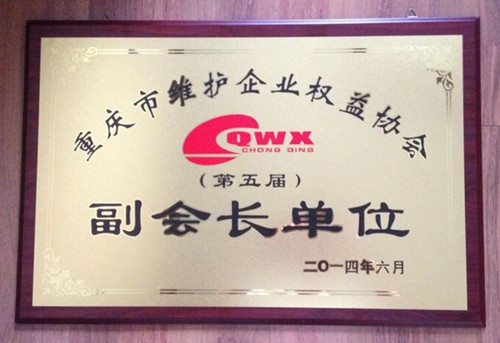 重庆市维护企业权益协会
QWX
CHONG QING
（第五届）
副会长单位
二〇一四年六月